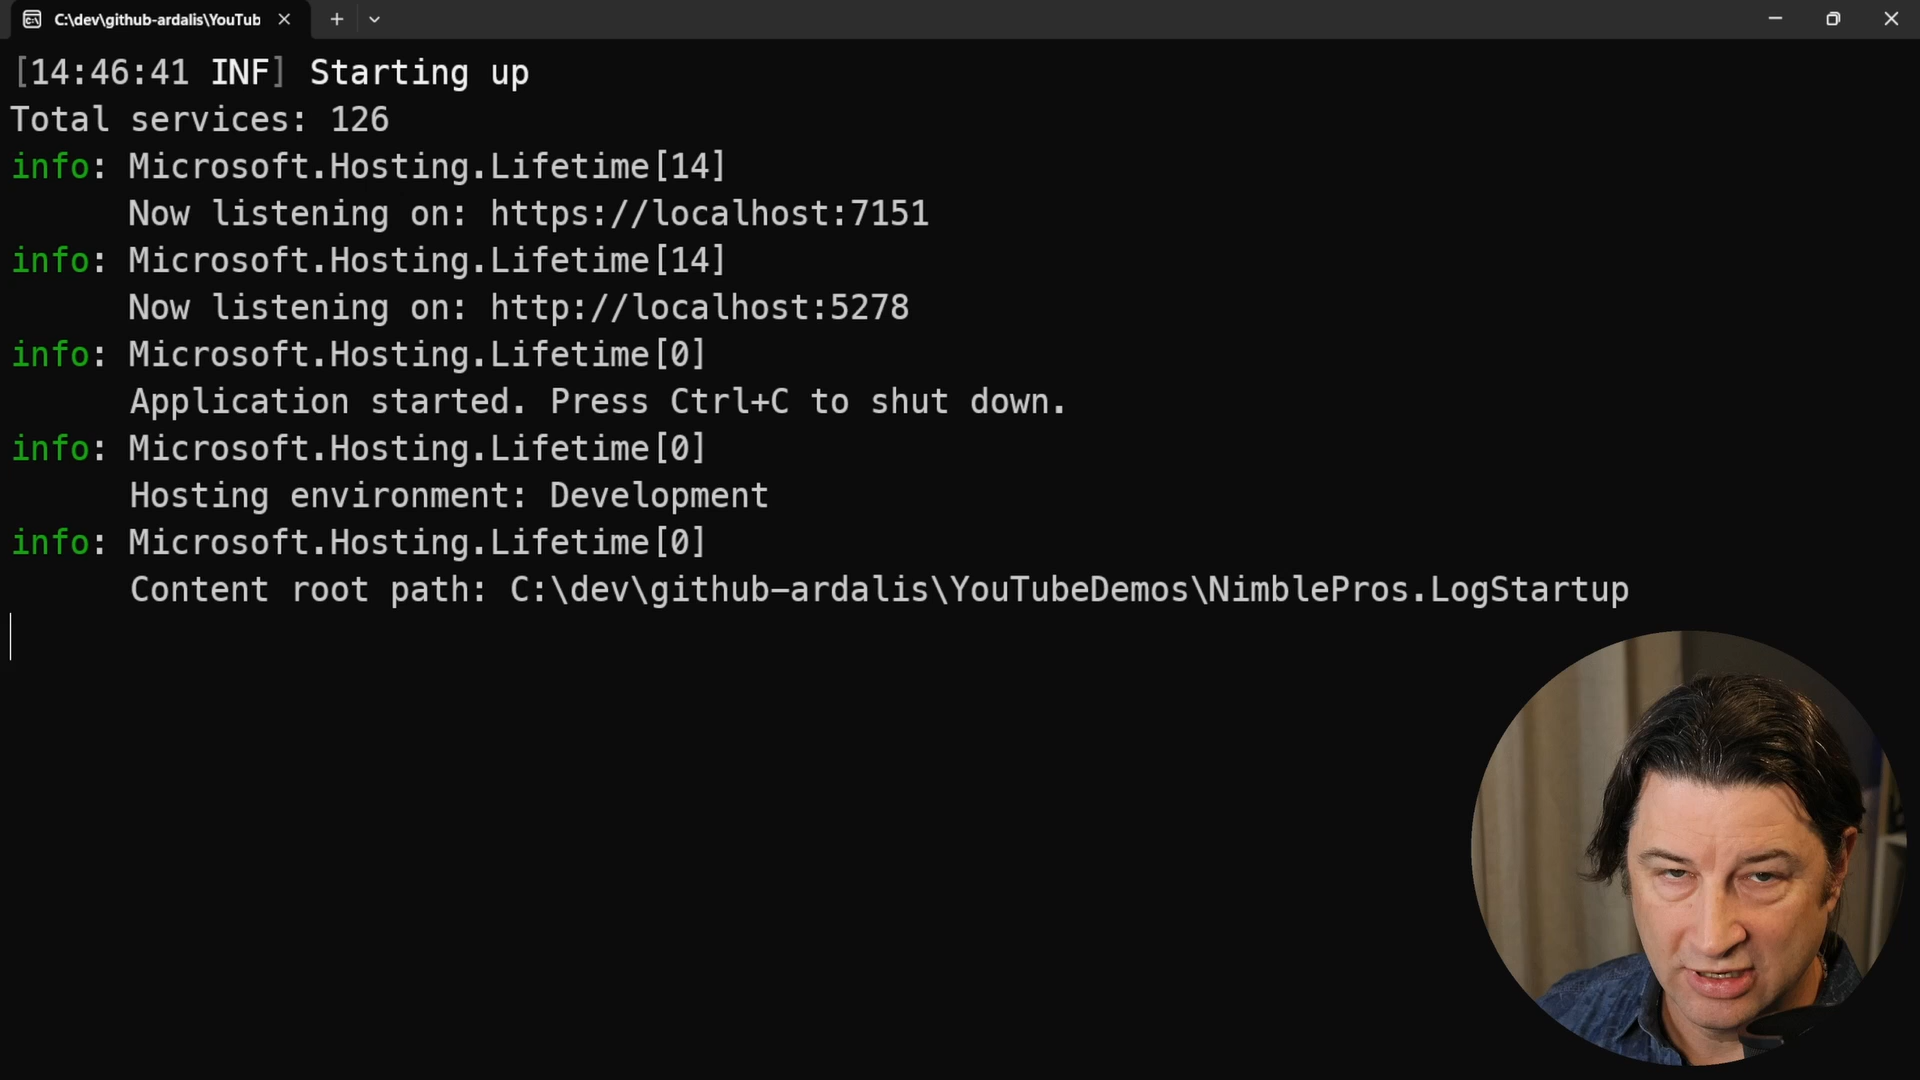 C:\dev\github-ardalis\YouTub
[14:46:41 INF] Starting up
Total services: 126
info: Microsoft.Hosting.Lifetime[14]
Now listening on: https://localhost:7151
info: Microsoft.Hosting.Lifetime[14]
Now listening on: http://localhost:5278
info: Microsoft.Hosting.Lifetime[0]
Application started. Press Ctrl+C to shut down.
info: Microsoft.Hosting.Lifetime[0]
Hosting environment: Development
info: Microsoft.Hosting.Lifetime[0]
Content root path: C:\dev\github-ardalis\YouTubeDemos\NimblePros.LogStartup